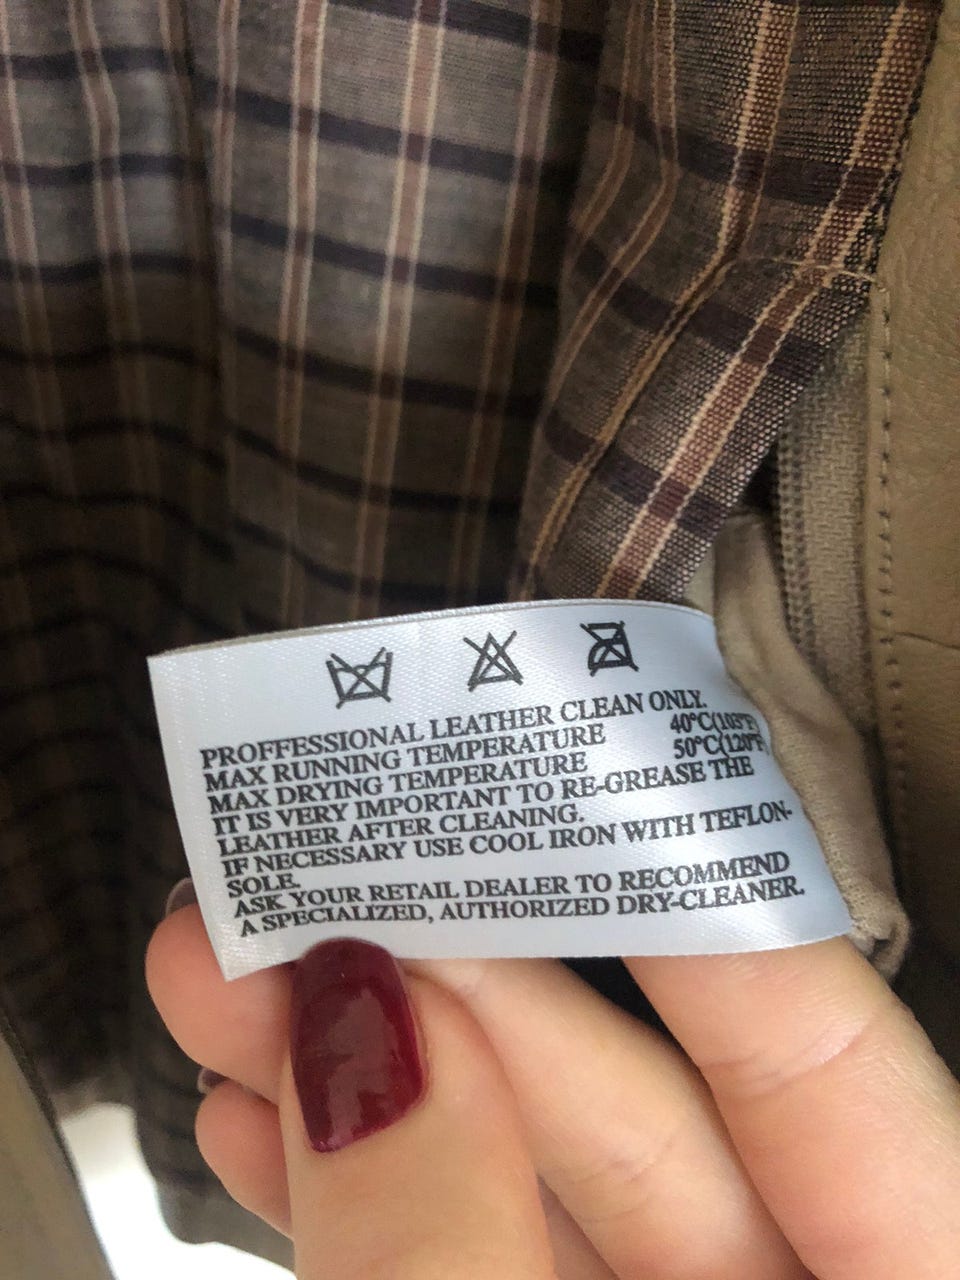 PROFFESSIONAL LEATHER CLEAN ONLY.
MAX RUNNING TEMPERATURE 40°C(103°F)
MAX DRYING TEMPERATURE 50°C(120°F)
IT IS VERY IMPORTANT TO RE-GREASE THE
LEATHER AFTER CLEANING.
IF NECESSARY USE COOL IRON WITH TEFLON-
SOLE.
ASK YOUR RETAIL DEALER TO RECOMMEND
A SPECIALIZED, AUTHORIZED DRY-CLEANER.